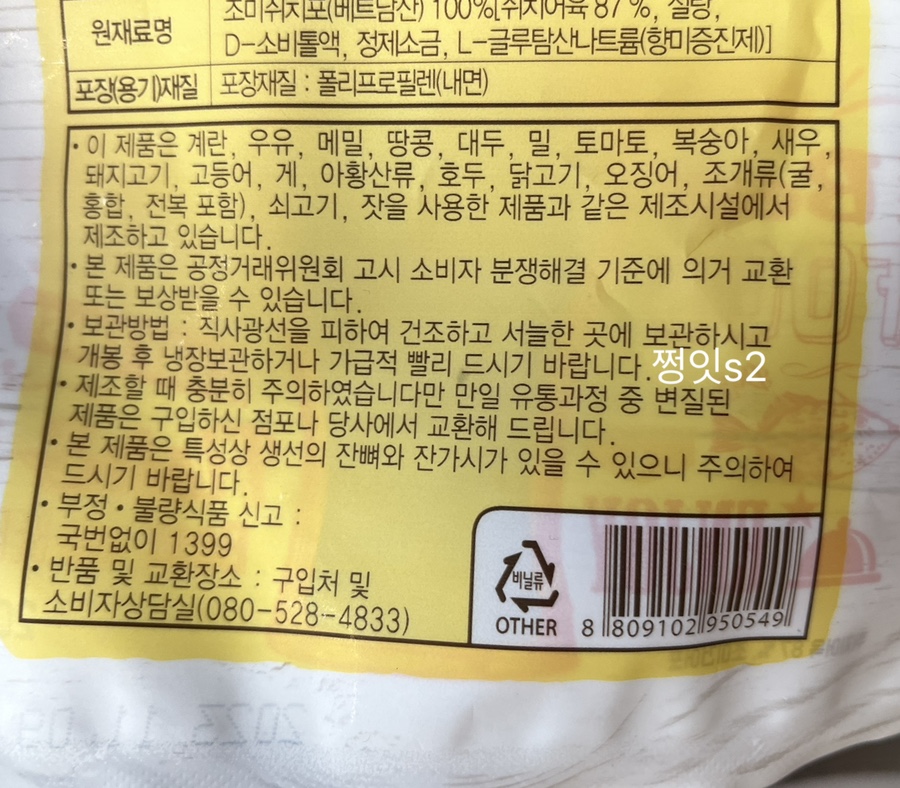 원재료명
조미쥐치포(베트남산) 100%[쥐치어육 87 %, 설탕,
D-소비톨액, 정제소금, L-글루탐산나트륨(향미증진제)]
포장(용기)재질 포장재질 : 폴리프로필렌(내면)
• 이 제품은 계란, 우유, 메밀, 땅콩, 대두, 밀, 토마토, 복숭아, 새우,
돼지고기, 고등어, 게, 아황산류, 호두, 닭고기, 오징어, 조개류(굴,
홍합, 전복 포함), 쇠고기, 잣을 사용한 제품과 같은 제조시설에서
제조하고 있습니다.
• 본 제품은 공정거래위원회 고시 소비자 분쟁해결 기준에 의거 교환
또는 보상받을 수 있습니다.
• 보관방법 : 직사광선을 피하여 건조하고 서늘한 곳에 보관하시고
개봉 후 냉장보관하거나 가급적 빨리 드시기 바랍니다.
쩡잇s2
• 제조할 때 충분히 주의하였습니다만 만일 유통과정 중 변질된
제품은 구입하신 점포나 당사에서 교환해 드립니다.
• 본 제품은 특성상 생선의 잔뼈와 잔가시가 있을 수 있으니 주의하여
드시기 바랍니다.
• 부정•불량식품 신고 :
국번없이 1399
• 반품 및 교환장소 : 구입처 및
소비자상담실(080-528-4833)
비닐류
OTHER
8 809102 950549